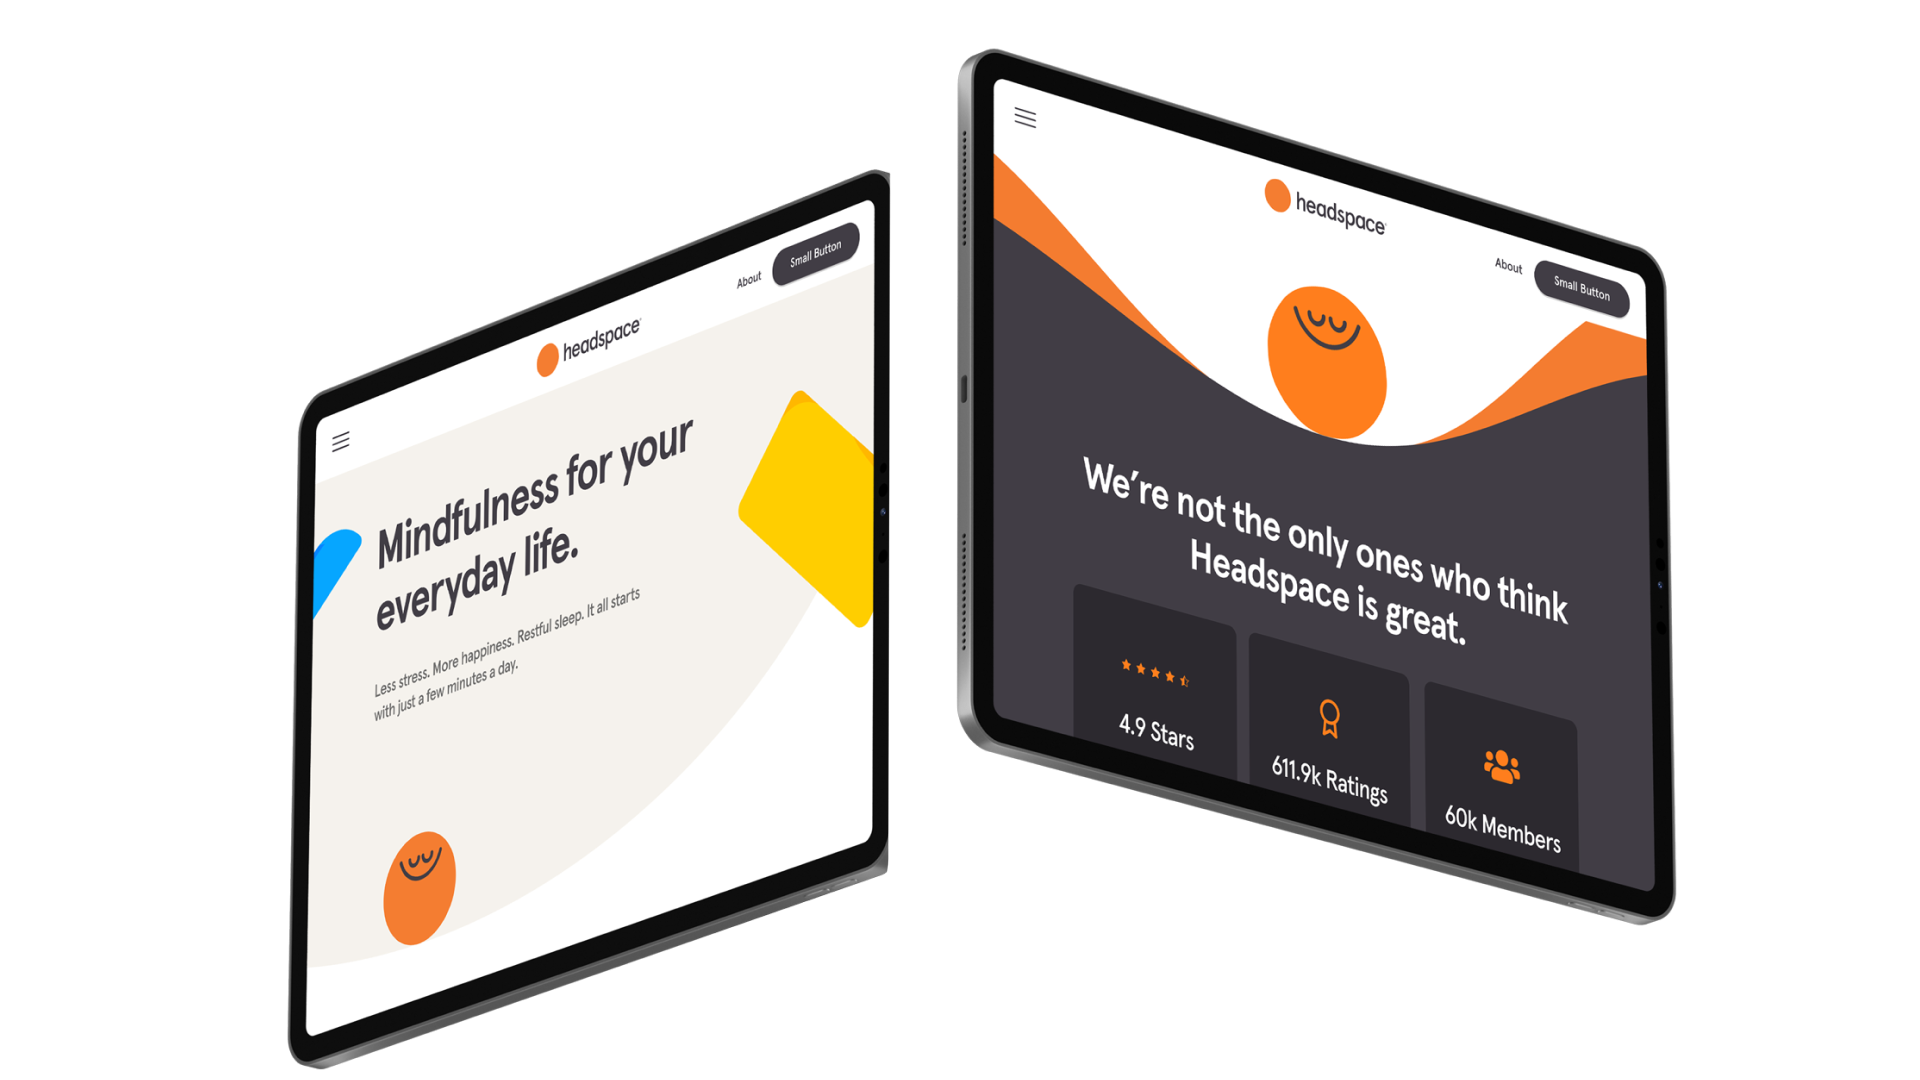 headspace
About
Small Button
Mindfulness for your
everyday life.
Less stress. More happiness. Restful sleep. It all starts
with just a few minutes a day.
headspace
About
Small Button
We’re not the only ones who think
Headspace is great.
4.9 Stars
611.9k Ratings
60k Members